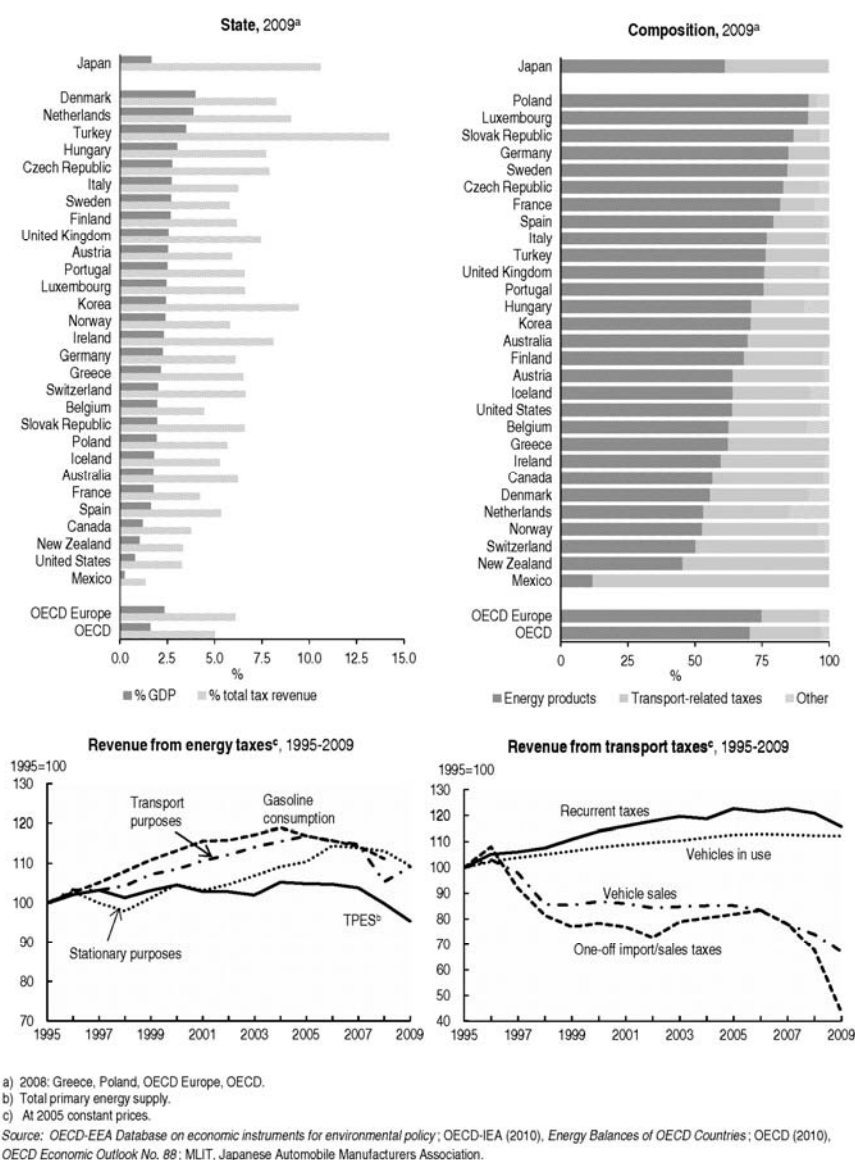 State, 2009a
Japan
Denmark
Netherlands
Turkey
Hungary
Czech Republic
Italy
Sweden
Finland
United Kingdom
Austria
Portugal
Luxembourg
Korea
Norway
Ireland
Germany
Greece
Switzerland
Belgium
Slovak Republic
Poland
Iceland
Australia
France
Spain
Canada
New Zealand
United States
Mexico
OECD Europe
OECD
0.0 2.5 5.0 7.5 10.0 12.5 15.0
%
% GDP % total tax revenue
Composition, 2009a
Japan
Poland
Luxembourg
Slovak Republic
Germany
Sweden
Czech Republic
France
Spain
Italy
Turkey
United Kingdom
Portugal
Hungary
Korea
Australia
Finland
Austria
Iceland
United States
Belgium
Greece
Ireland
Canada
Denmark
Netherlands
Norway
Switzerland
New Zealand
Mexico
OECD Europe
OECD
0 25 50 75 100
%
Energy products Transport-related taxes Other
Revenue from energy taxesc, 1995-2009
1995=100
130
120
110
100
90
80
70
Transport purposes
Gasoline consumption
TPESb
Stationary purposes
1995 1997 1999 2001 2003 2005 2007 2009
Revenue from transport taxesc, 1995-2009
1995=100
130
120
110
100
90
80
70
60
50
40
Recurrent taxes
Vehicles in use
Vehicle sales
One-off import/sales taxes
1995 1997 1999 2001 2003 2005 2007 2009
a) 2008: Greece, Poland, OECD Europe, OECD.
b) Total primary energy supply.
c) At 2005 constant prices.
Source: OECD-EEA Database on economic instruments for environmental policy; OECD-IEA (2010), Energy Balances of OECD Countries; OECD (2010),
OECD Economic Outlook No. 88; MLIT, Japanese Automobile Manufacturers Association.